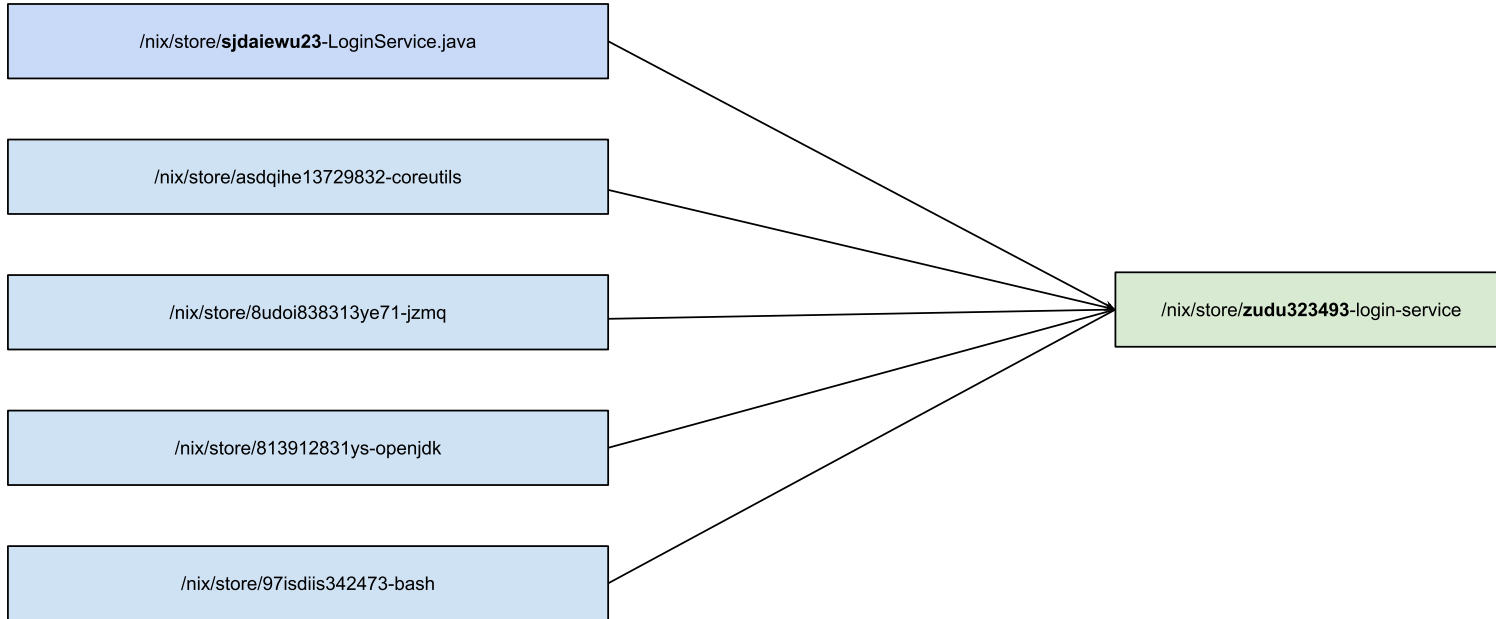 /nix/store/sjdaiewu23-LoginService.java
/nix/store/asdqihe13729832-coreutils
/nix/store/8udoi838313ye71-jzmq
/nix/store/zudu323493-login-service
/nix/store/813912831ys-openjdk
/nix/store/97isdiis342473-bash